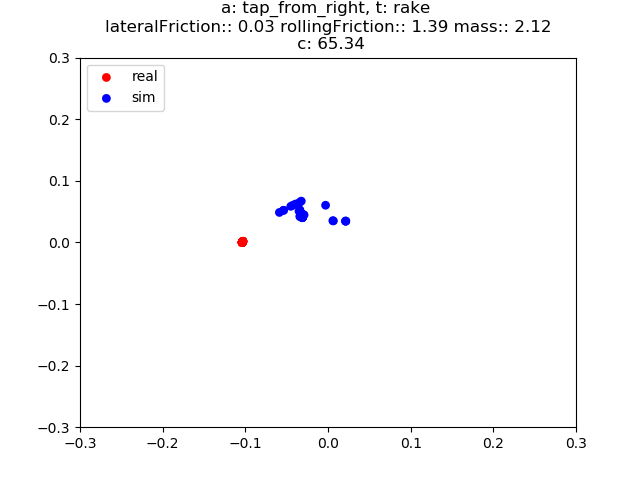 a: tap_from_right, t: rake
lateralFriction:: 0.03 rollingFriction:: 1.39 mass:: 2.12
c: 65.34
real
sim
0.3
0.2
0.1
0.0
−0.1
−0.2
−0.3
−0.3 −0.2 −0.1 0.0 0.1 0.2 0.3